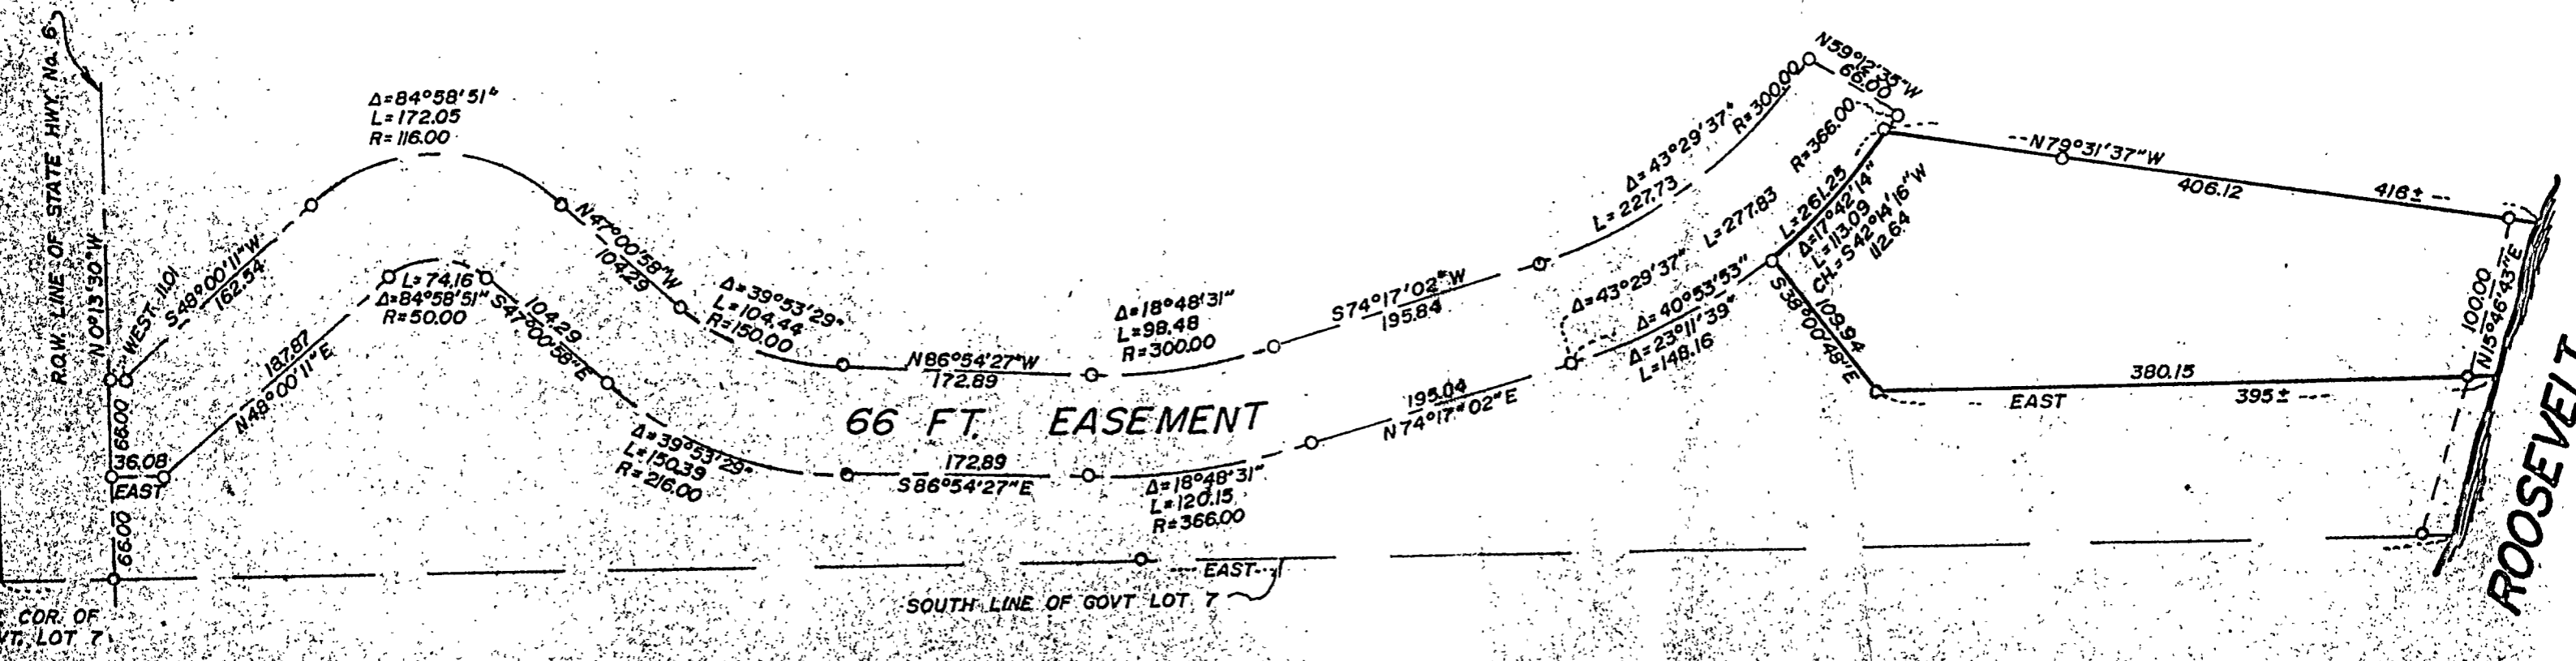 R.O.W. LINE OF STATE HWY. No. 6
N 0°13'30"W
Δ=84°58'51"
L=172.05
R=116.00
WEST 11.01
S48°00'11"W
162.54
66.00
36.08
EAST
66.00
187.87
N48°00'11"E
L=74.16
Δ=84°58'51"
R=50.00
N47°00'58"W
104.29
104.29
S47°00'58"E
Δ=39°53'29"
L=104.44
R=150.00
Δ=39°53'29"
L=150.39
R=216.00
N86°54'27"W
172.89
66 FT. EASEMENT
172.89
S86°54'27"E
Δ=18°48'31"
L=98.48
R=300.00
Δ=18°48'31"
L=120.15
R=366.00
S74°17'02"W
195.84
195.04
N74°17'02"E
Δ=43°29'37"
R=300.00
L=227.73
N59°12'35"W
66.00
R=366.00
L=277.83
Δ=43°29'37"
L=261.25
Δ=40°53'53"
Δ=23°11'39"
L=148.16
Δ=17°42'14"
L=113.09
CH.=S42°14'16"W
112.64
109.94
S38°00'48"E
N79°31'37"W
406.12
416±
100.00
N15°46'43"E
380.15
EAST
395±
ROOSEVELT
EAST
SOUTH LINE OF GOVT LOT 7
COR. OF
VT. LOT 7